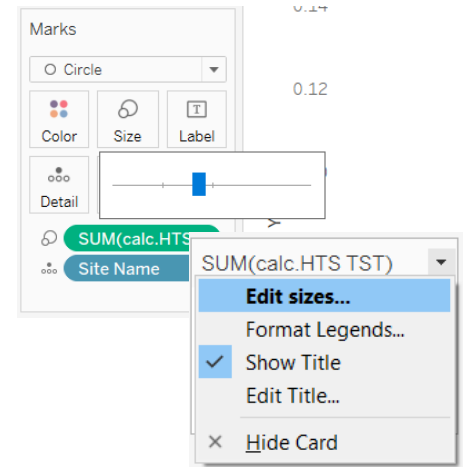 0.14
Marks
Circle
0.12
Color Size Label
Detail
SUM(calc.HTS
Site Name
SUM(calc.HTS TST)
Edit sizes...
Format Legends...
Show Title
Edit Title...
Hide Card